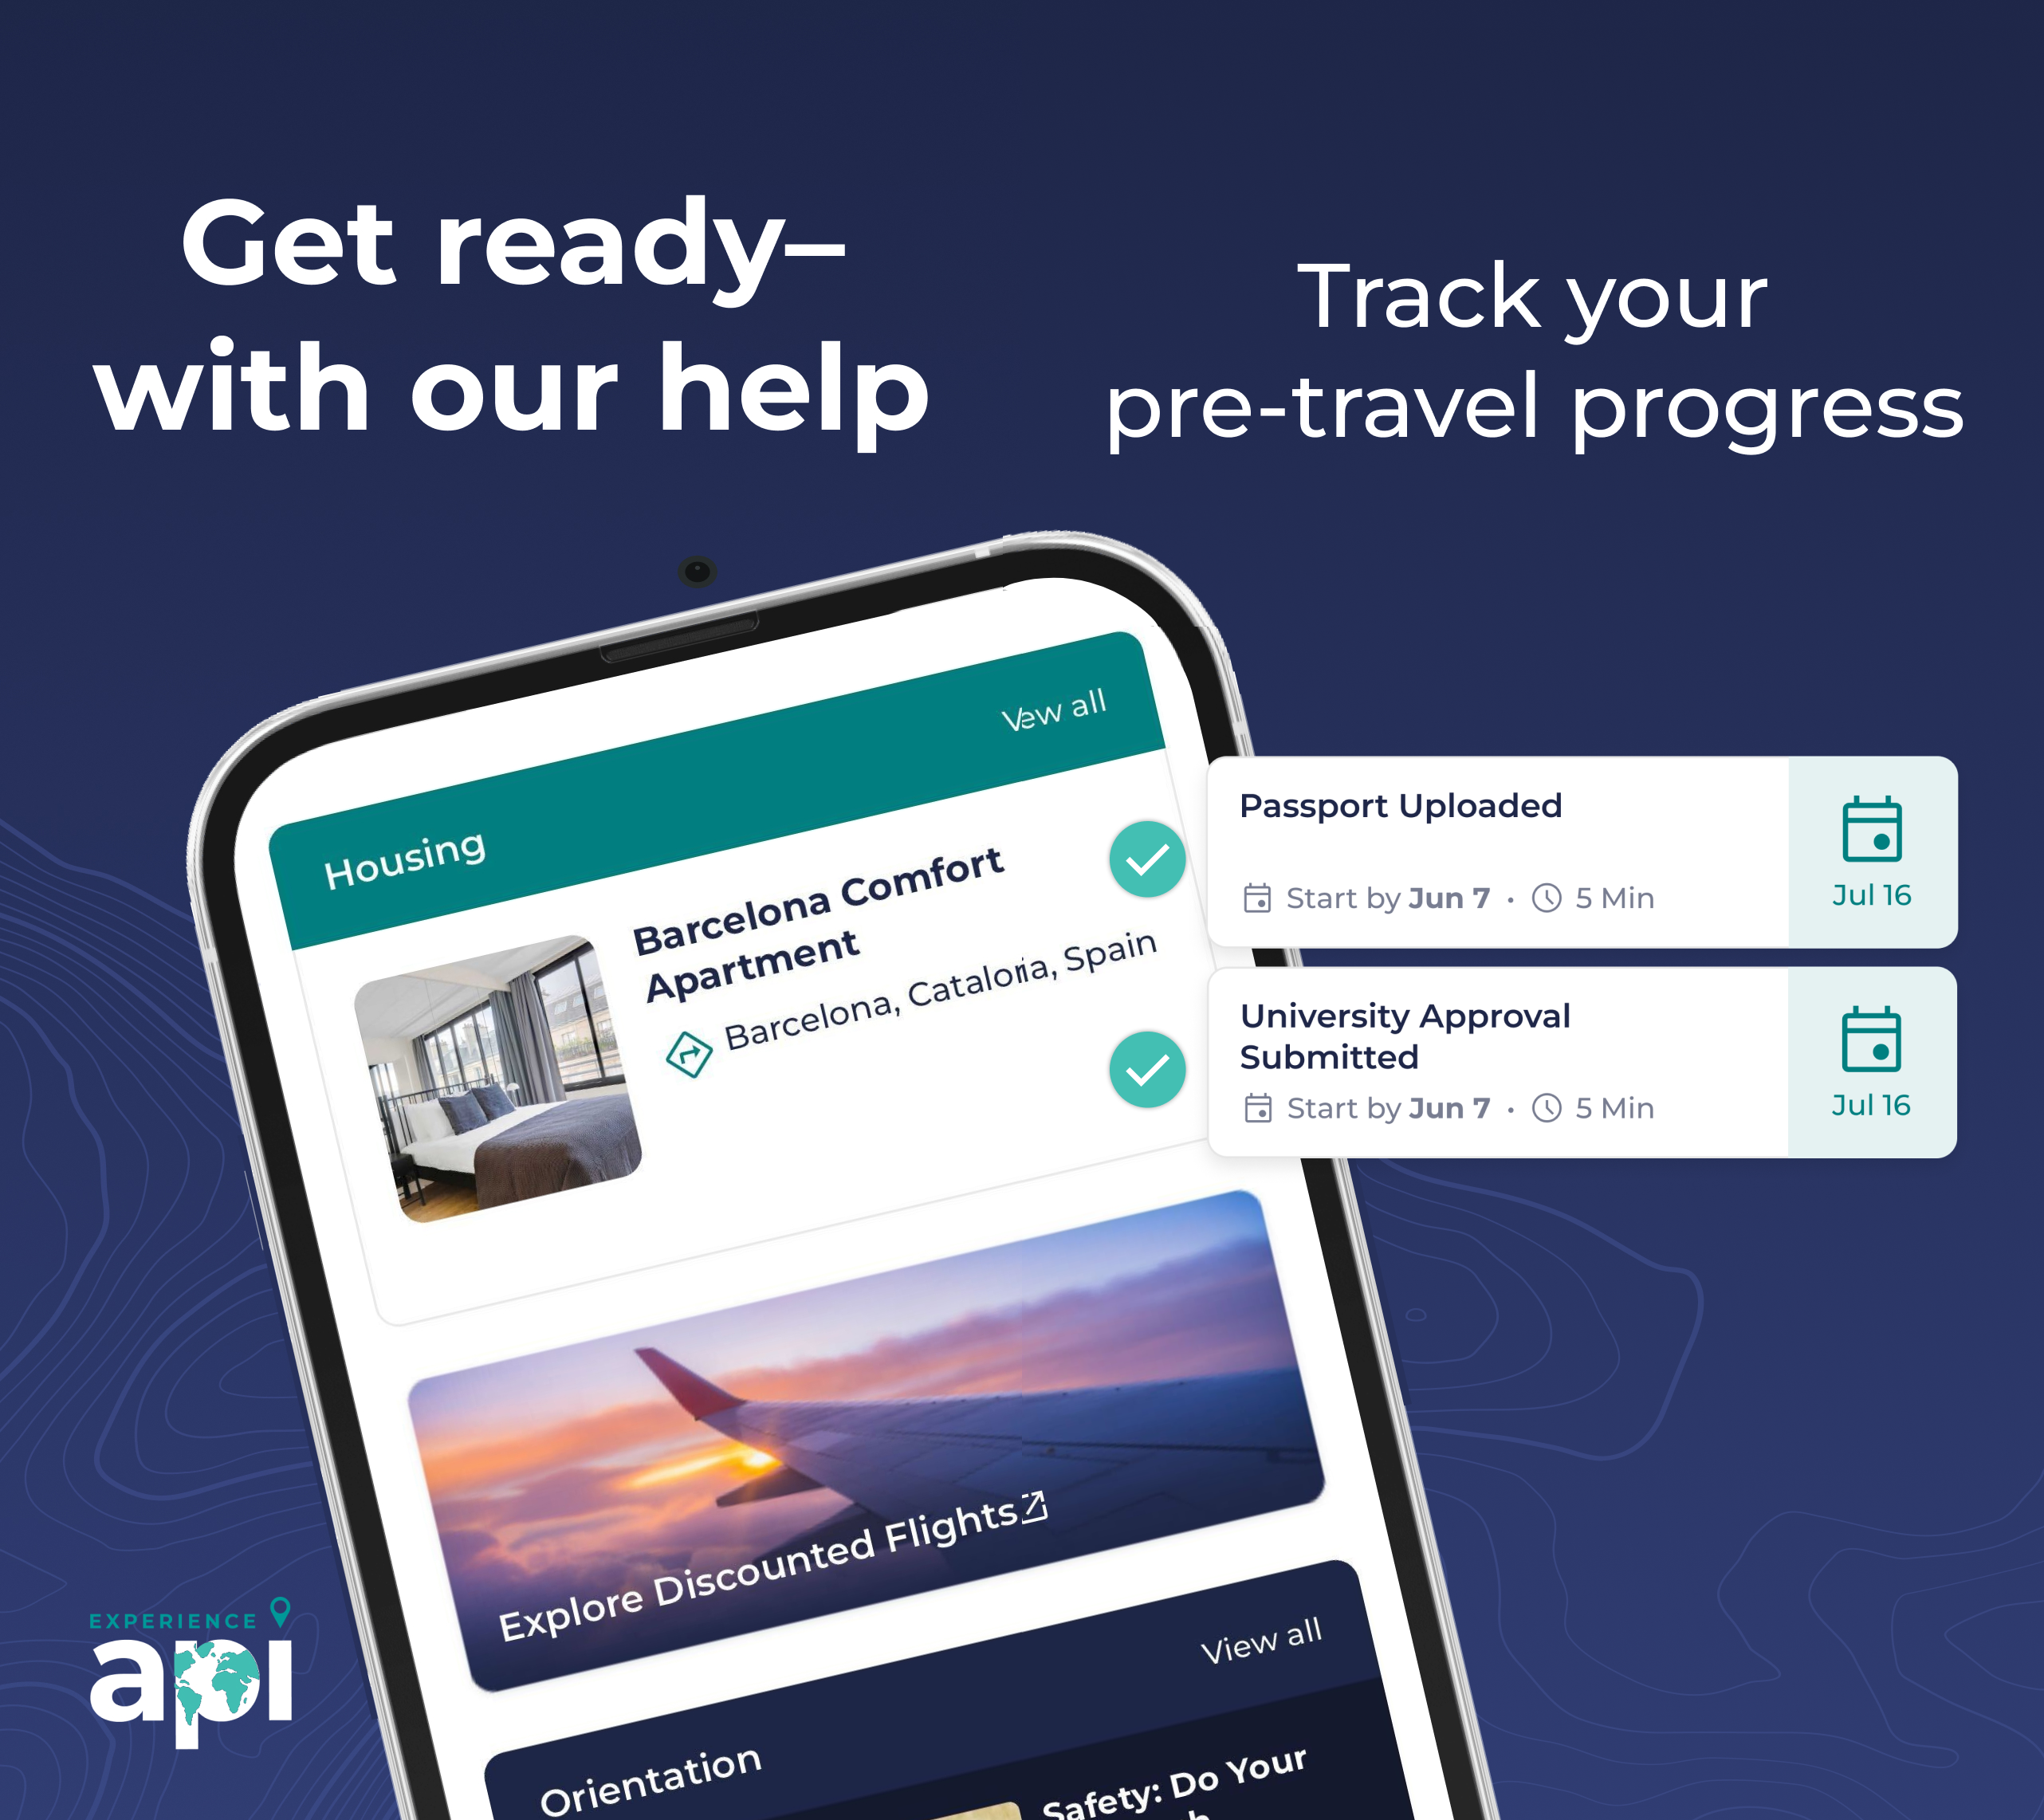 Get ready–
with our help
Track your
pre-travel progress
Vew all
Housing
Barcelona Comfort
Apartment
Barcelona, Catalonia, Spain
Passport Uploaded
Start by Jun 7 • 5 Min
Jul 16
University Approval
Submitted
Start by Jun 7 • 5 Min
Jul 16
Explore Discounted Flights
View all
Orientation
Safety: Do Your
EXPERIENCE
api